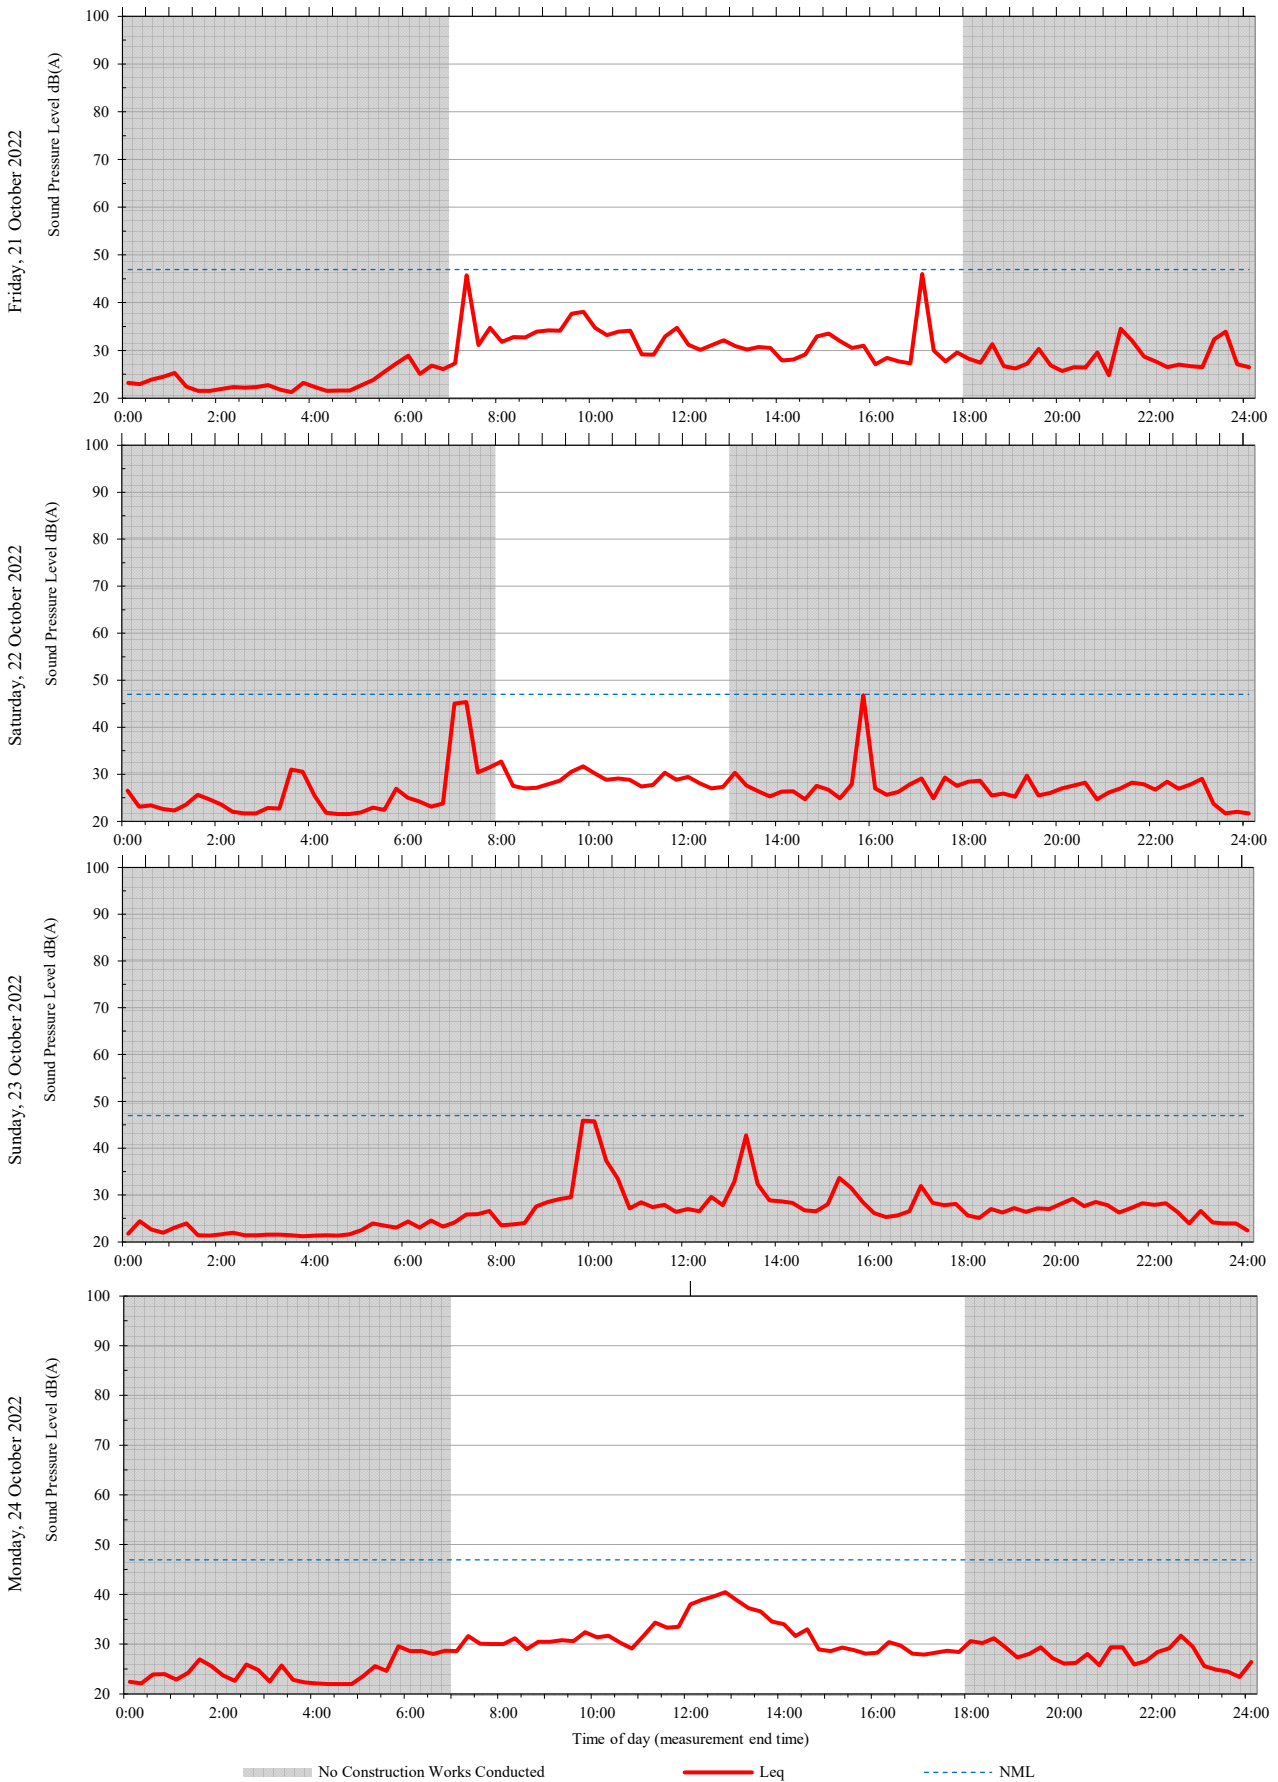 Friday, 21 October 2022
Sound Pressure Level dB(A)
100
90
80
70
60
50
40
30
20
0:00 2:00 4:00 6:00 8:00 10:00 12:00 14:00 16:00 18:00 20:00 22:00 24:00
Saturday, 22 October 2022
Sound Pressure Level dB(A)
100
90
80
70
60
50
40
30
20
0:00 2:00 4:00 6:00 8:00 10:00 12:00 14:00 16:00 18:00 20:00 22:00 24:00
Sunday, 23 October 2022
Sound Pressure Level dB(A)
100
90
80
70
60
50
40
30
20
0:00 2:00 4:00 6:00 8:00 10:00 12:00 14:00 16:00 18:00 20:00 22:00 24:00
Monday, 24 October 2022
Sound Pressure Level dB(A)
100
90
80
70
60
50
40
30
20
0:00 2:00 4:00 6:00 8:00 10:00 12:00 14:00 16:00 18:00 20:00 22:00 24:00
Time of day (measurement end time)
No Construction Works Conducted Leq NML